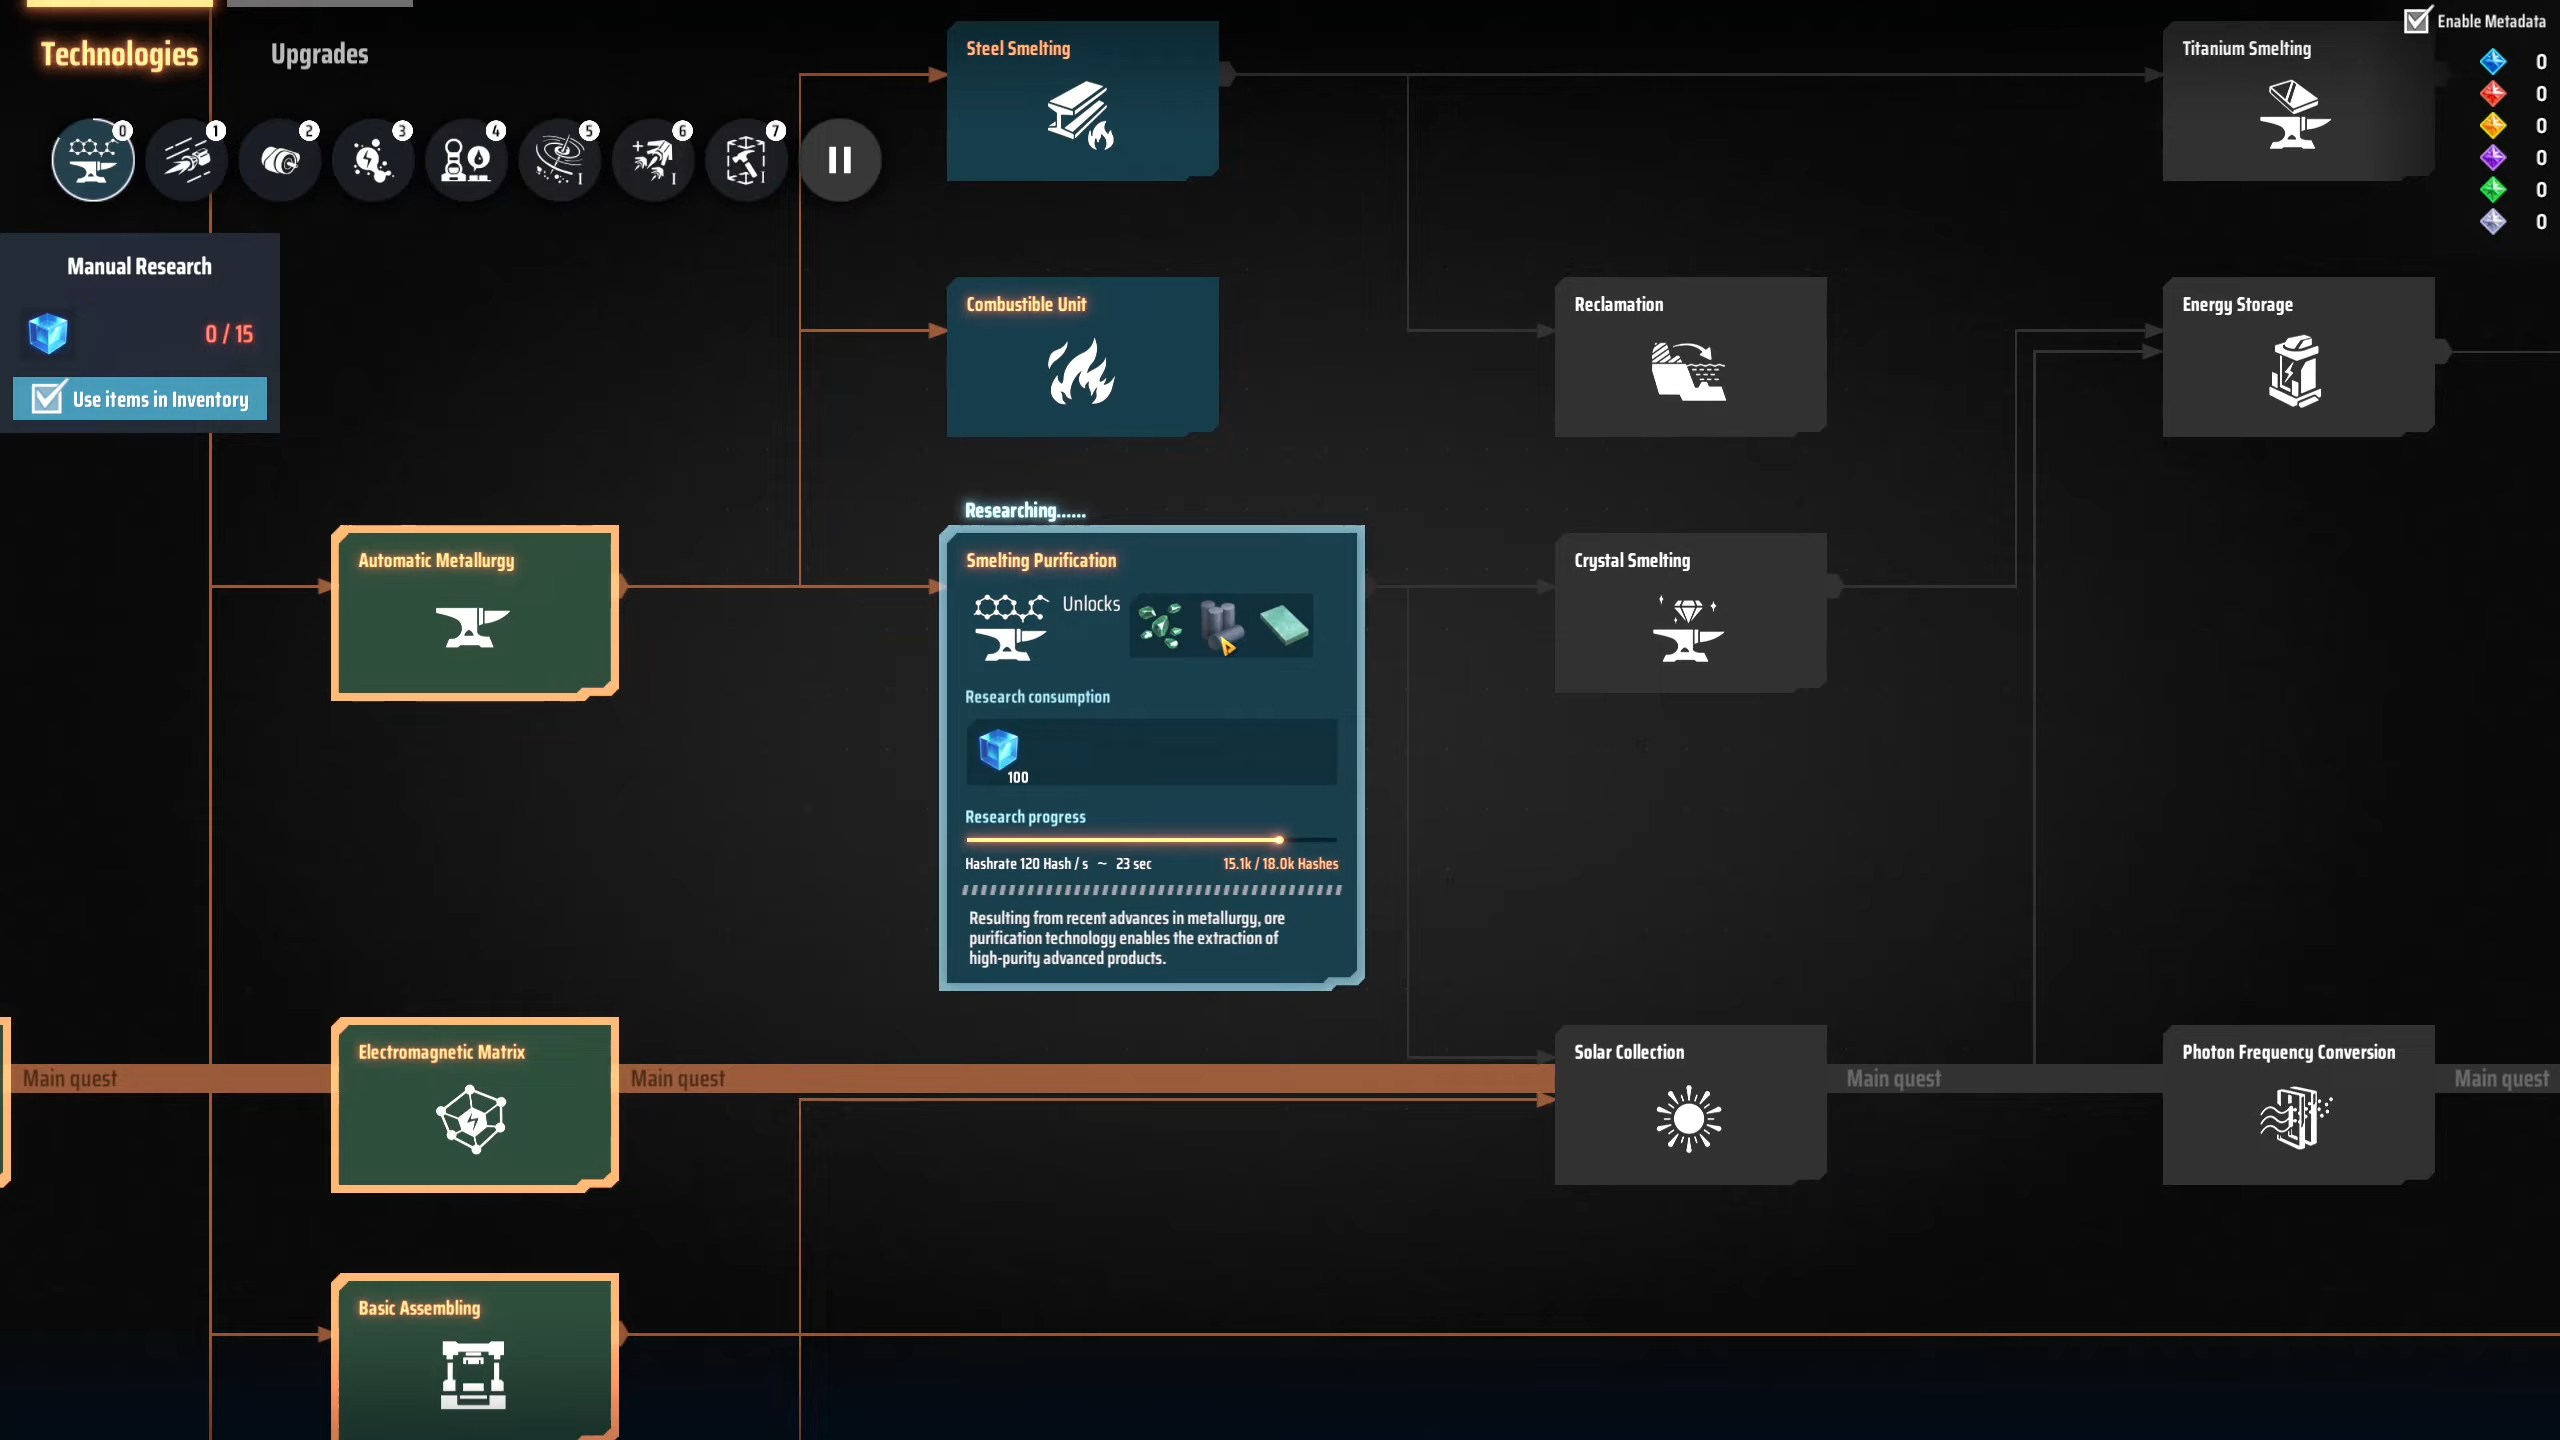 Technologies
Upgrades
Enable Metadata
0
0
0
0
0
0
0
1
2
3
4
5
6
7
I
I
I
Manual Research
0 / 15
Use items in Inventory
Steel Smelting
Titanium Smelting
Combustible Unit
Reclamation
Energy Storage
Automatic Metallurgy
Researching......
Smelting Purification
Unlocks
Research consumption
100
Research progress
Hashrate 120 Hash / s ~ 23 sec
15.1k / 18.0k Hashes
Resulting from recent advances in metallurgy, ore
purification technology enables the extraction of
high-purity advanced products.
Crystal Smelting
Main quest
Electromagnetic Matrix
Main quest
Solar Collection
Main quest
Photon Frequency Conversion
Main quest
Basic Assembling